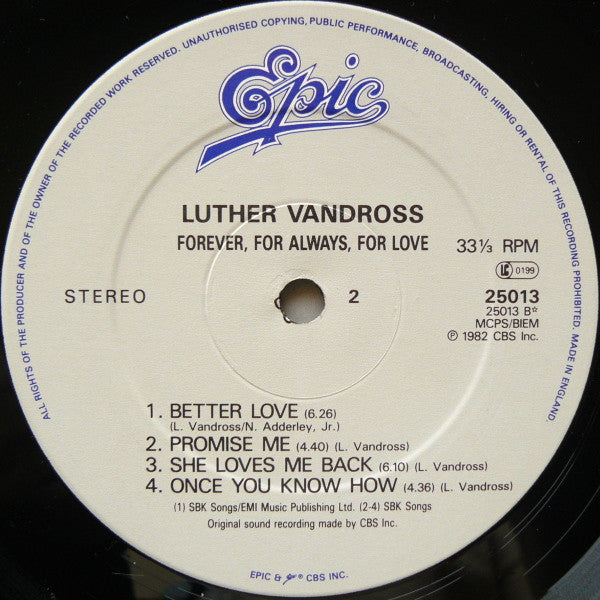 ALL RIGHTS OF THE PRODUCER AND OF THE OWNER OF THE RECORDED WORK RESERVED. UNAUTHORISED COPYING, PUBLIC PERFORMANCE, BROADCASTING, HIRING OR RENTAL OF THIS RECORDING PROHIBITED. MADE IN ENGLAND.
Epic
LUTHER VANDROSS
FOREVER, FOR ALWAYS, FOR LOVE 33⅓ RPM
LC 0199
STEREO 2 25013
25013 B☆
MCPS/BIEM
℗ 1982 CBS Inc.
1. BETTER LOVE (6.26)
(L. Vandross/N. Adderley, Jr.)
2. PROMISE ME (4.40) (L. Vandross)
3. SHE LOVES ME BACK (6.10) (L. Vandross)
4. ONCE YOU KNOW HOW (4.36) (L. Vandross)
(1) SBK Songs/EMI Music Publishing Ltd. (2-4) SBK Songs
Original sound recording made by CBS Inc.
EPIC & ® CBS INC.